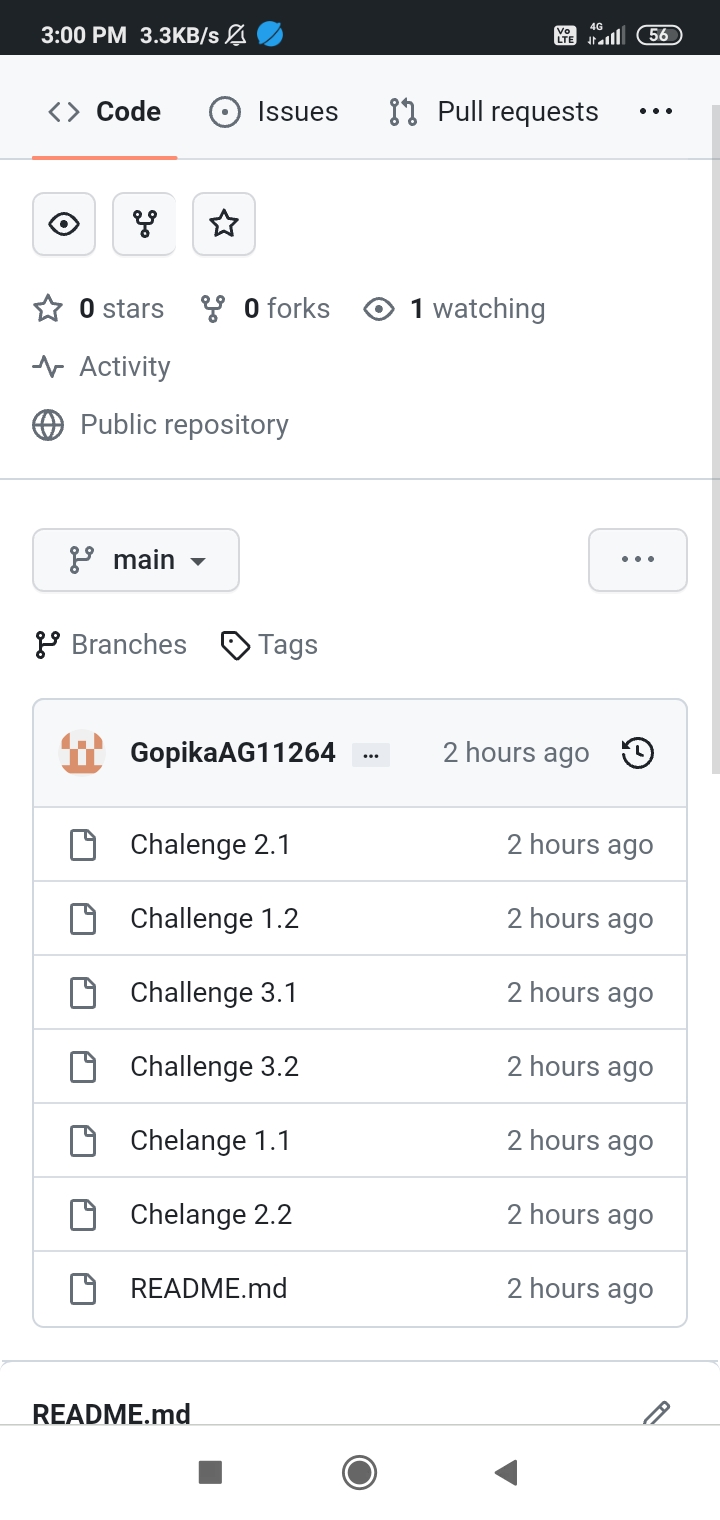 3:00 PM 3.3KB/s Vo LTE 4G 56
Code Issues Pull requests ...
0 stars 0 forks 1 watching
Activity
Public repository
main ...
Branches Tags
GopikaAG11264 ... 2 hours ago
Chalenge 2.1 2 hours ago
Challenge 1.2 2 hours ago
Challenge 3.1 2 hours ago
Challenge 3.2 2 hours ago
Chelange 1.1 2 hours ago
Chelange 2.2 2 hours ago
README.md 2 hours ago
README.md